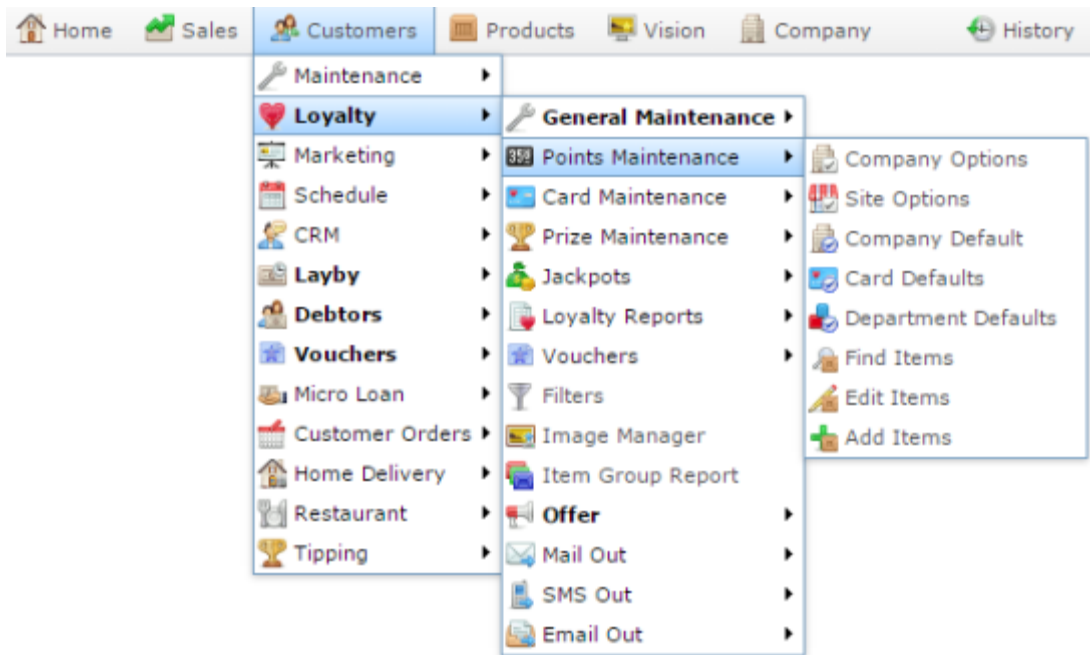 Home Sales Customers Products Vision Company History
Maintenance
Loyalty
Marketing
Schedule
CRM
Layby
Debtors
Vouchers
Micro Loan
Customer Orders
Home Delivery
Restaurant
Tipping
General Maintenance
359 Points Maintenance
Card Maintenance
Prize Maintenance
Jackpots
Loyalty Reports
Vouchers
Filters
Image Manager
Item Group Report
Offer
Mail Out
SMS Out
Email Out
Company Options
Site Options
Company Default
Card Defaults
Department Defaults
Find Items
Edit Items
Add Items